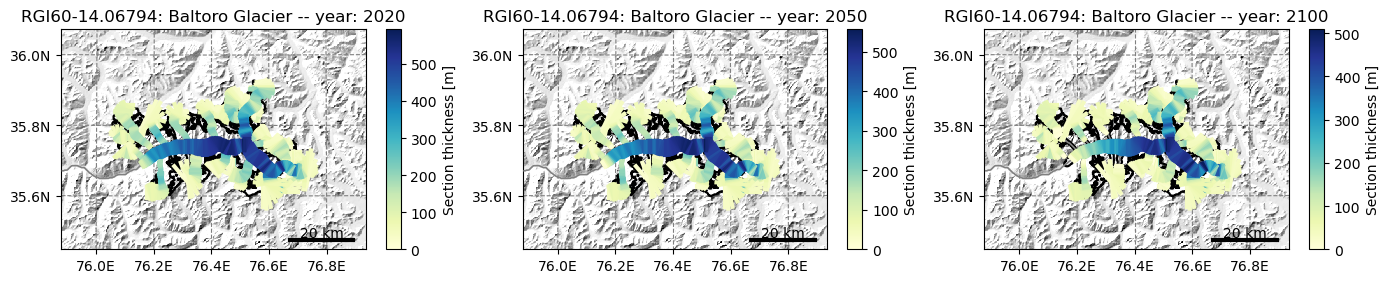 RGI60-14.06794: Baltoro Glacier -- year: 2020
36.0N
35.8N
35.6N
76.0E
76.2E
76.4E
76.6E
76.8E
20 km
500
400
300
200
100
0
Section thickness [m]
RGI60-14.06794: Baltoro Glacier -- year: 2050
36.0N
35.8N
35.6N
76.0E
76.2E
76.4E
76.6E
76.8E
20 km
500
400
300
200
100
0
Section thickness [m]
RGI60-14.06794: Baltoro Glacier -- year: 2100
36.0N
35.8N
35.6N
76.0E
76.2E
76.4E
76.6E
76.8E
20 km
500
400
300
200
100
0
Section thickness [m]